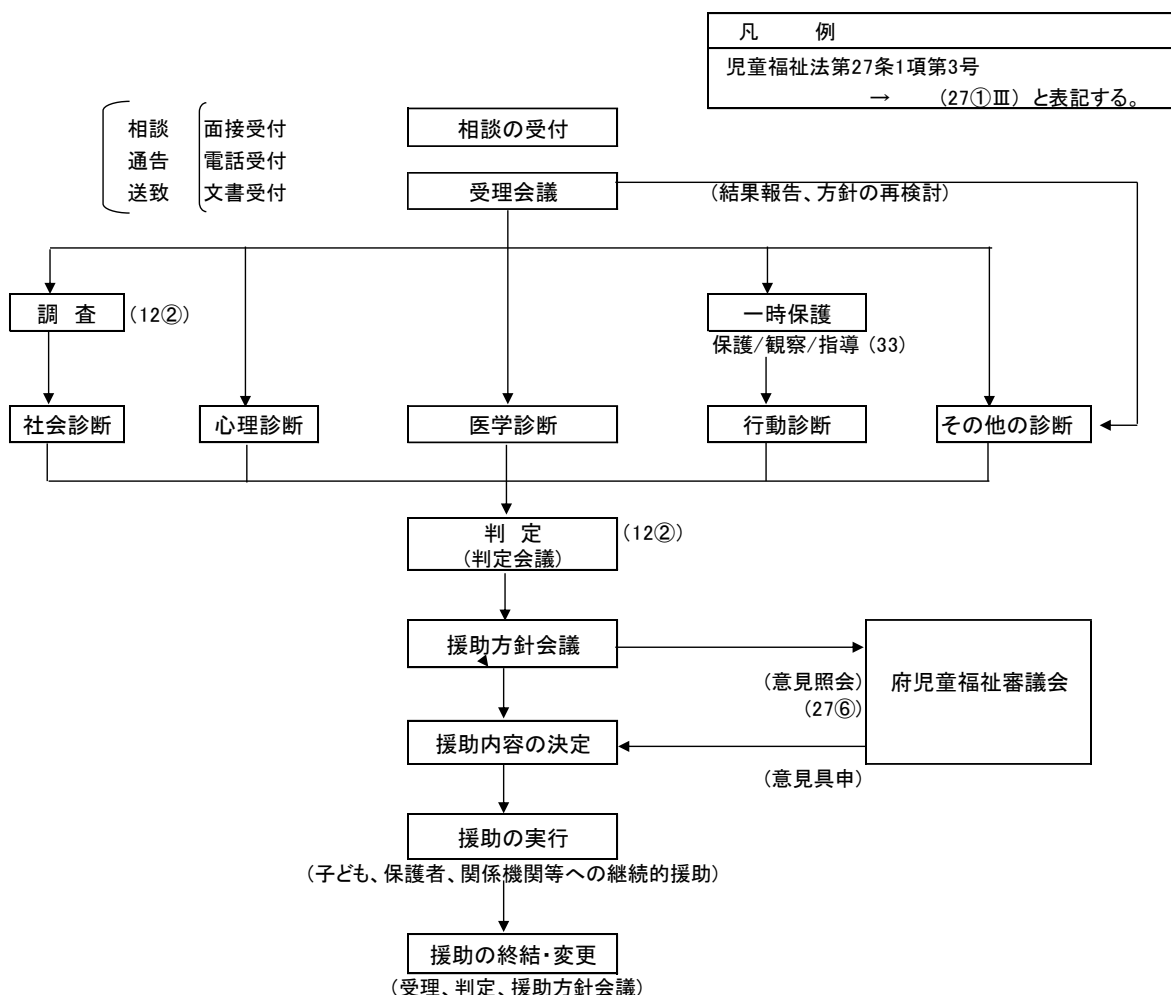 凡 例
児童福祉法第27条1項第3号
→ (27①Ⅲ) と表記する。
相談 面接受付
通告 電話受付
送致 文書受付
相談の受付
受理会議
(結果報告、方針の再検討)
調 査
(12②)
一時保護
保護/観察/指導 (33)
社会診断
心理診断
医学診断
行動診断
その他の診断
判 定
(判定会議)
(12②)
援助方針会議
(意見照会)
(27⑥)
府児童福祉審議会
援助内容の決定
(意見具申)
援助の実行
(子ども、保護者、関係機関等への継続的援助)
援助の終結・変更
(受理、判定、援助方針会議)